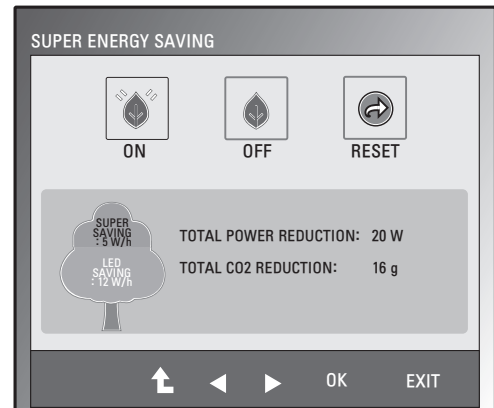 SUPER ENERGY SAVING
ON OFF RESET
SUPER
SAVING
: 5 W/h
LED
SAVING
: 12 W/h
TOTAL POWER REDUCTION: 20 W
TOTAL CO2 REDUCTION: 16 g
OK EXIT